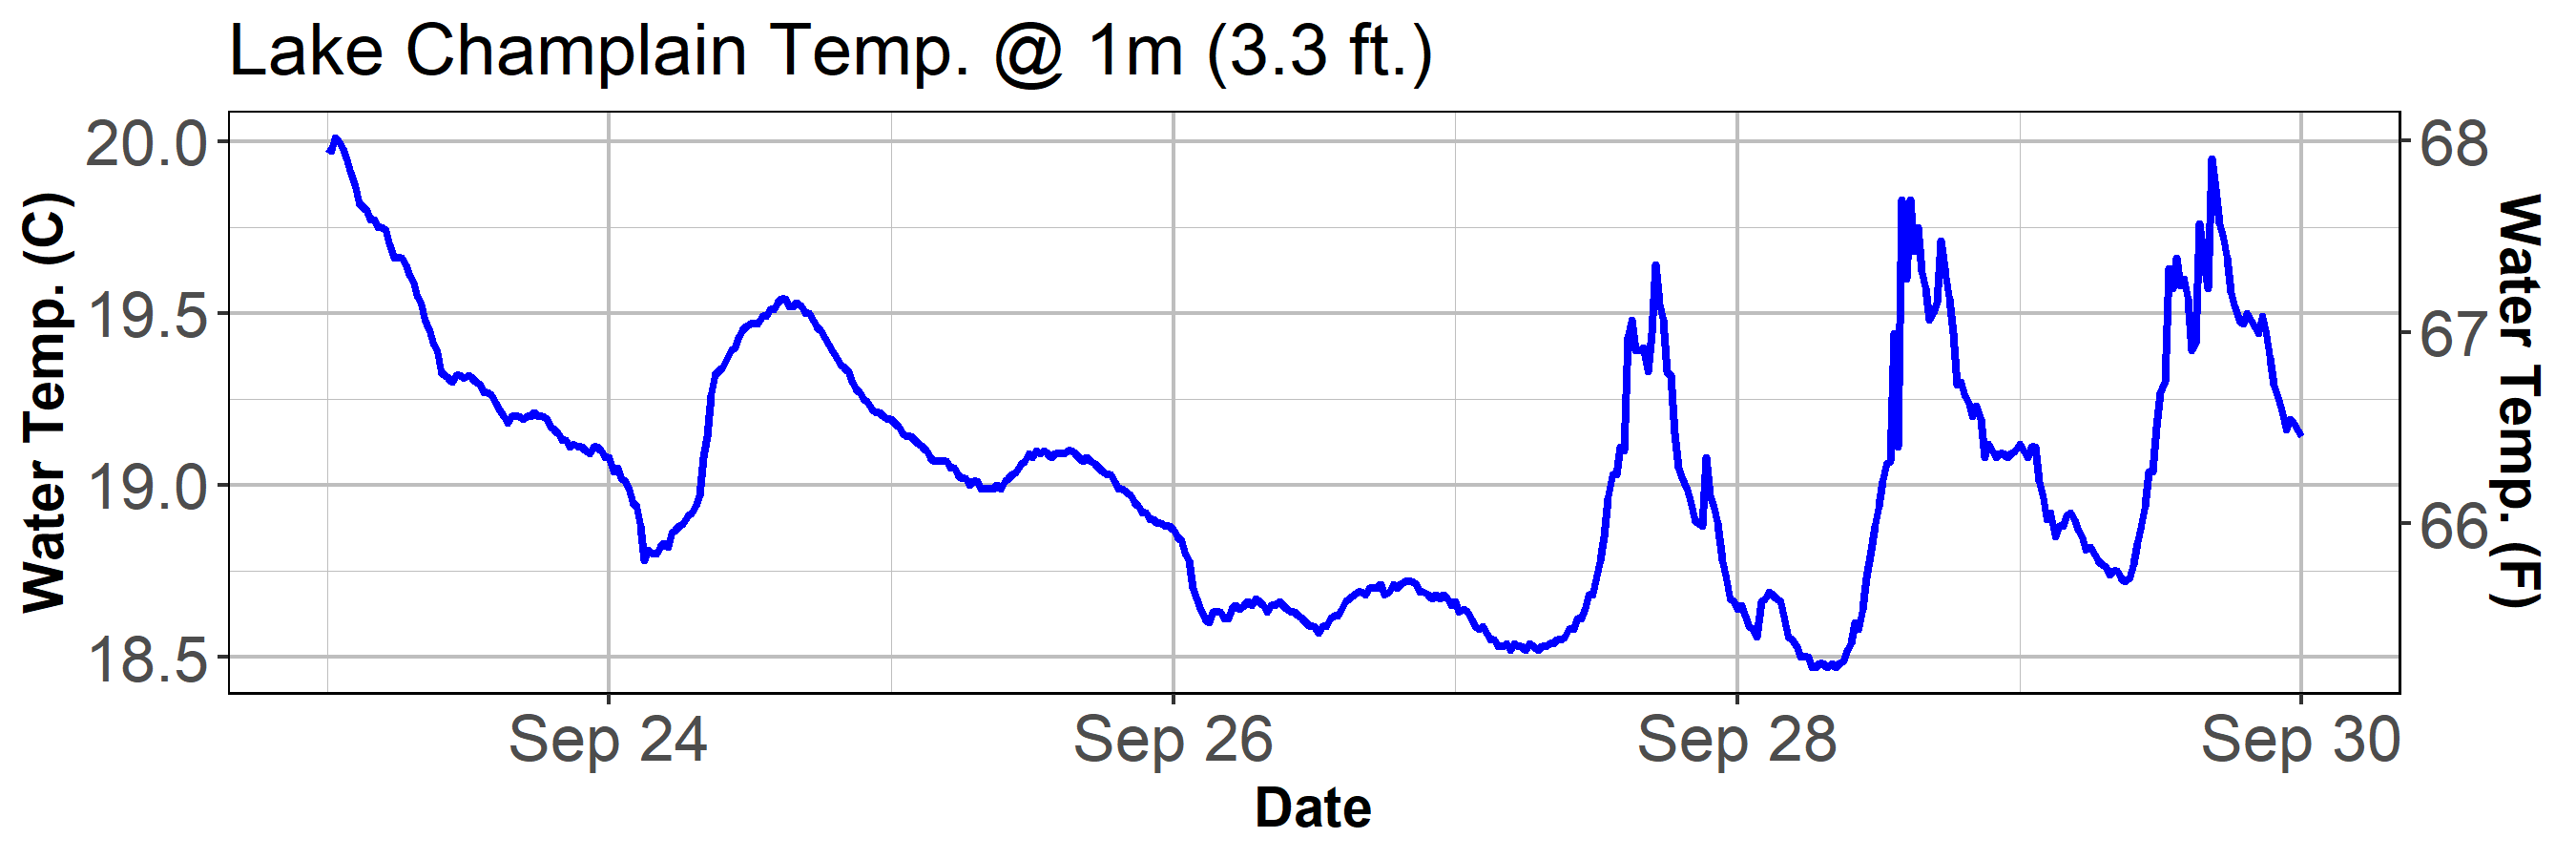 Lake Champlain Temp. @ 1m (3.3 ft.)
Water Temp. (C)
20.0
19.5
19.0
18.5
68
67
66
Water Temp. (F)
Sep 24 Sep 26 Sep 28 Sep 30
Date